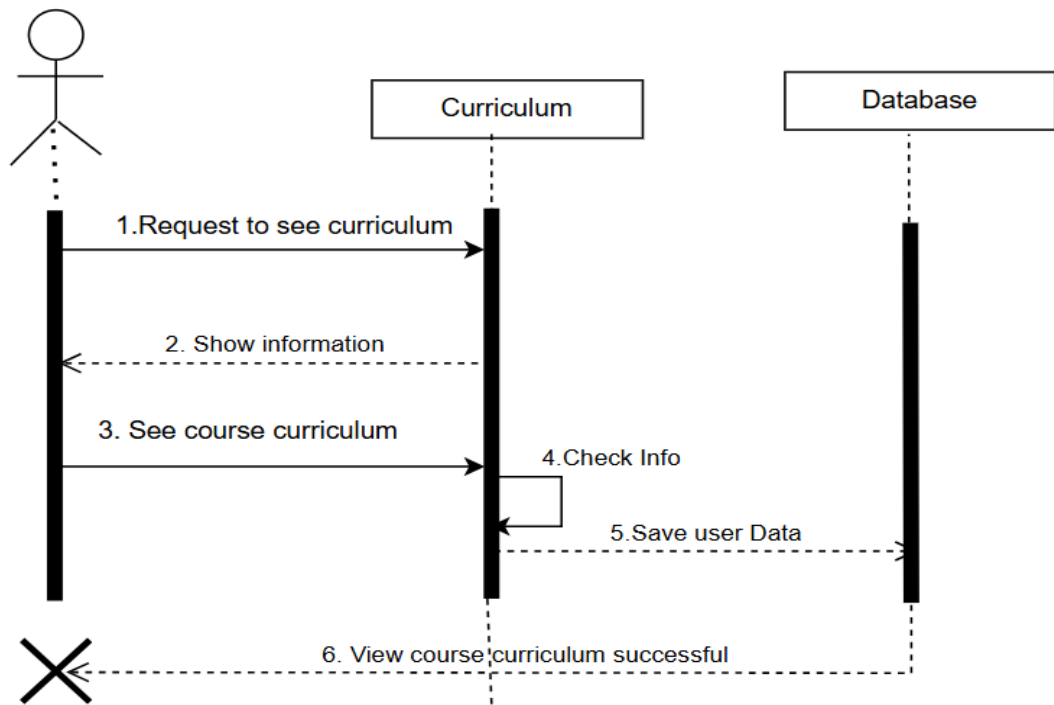 Curriculum
Database
1.Request to see curriculum
2. Show information
3. See course curriculum
4.Check Info
5.Save user Data
6. View course curriculum successful